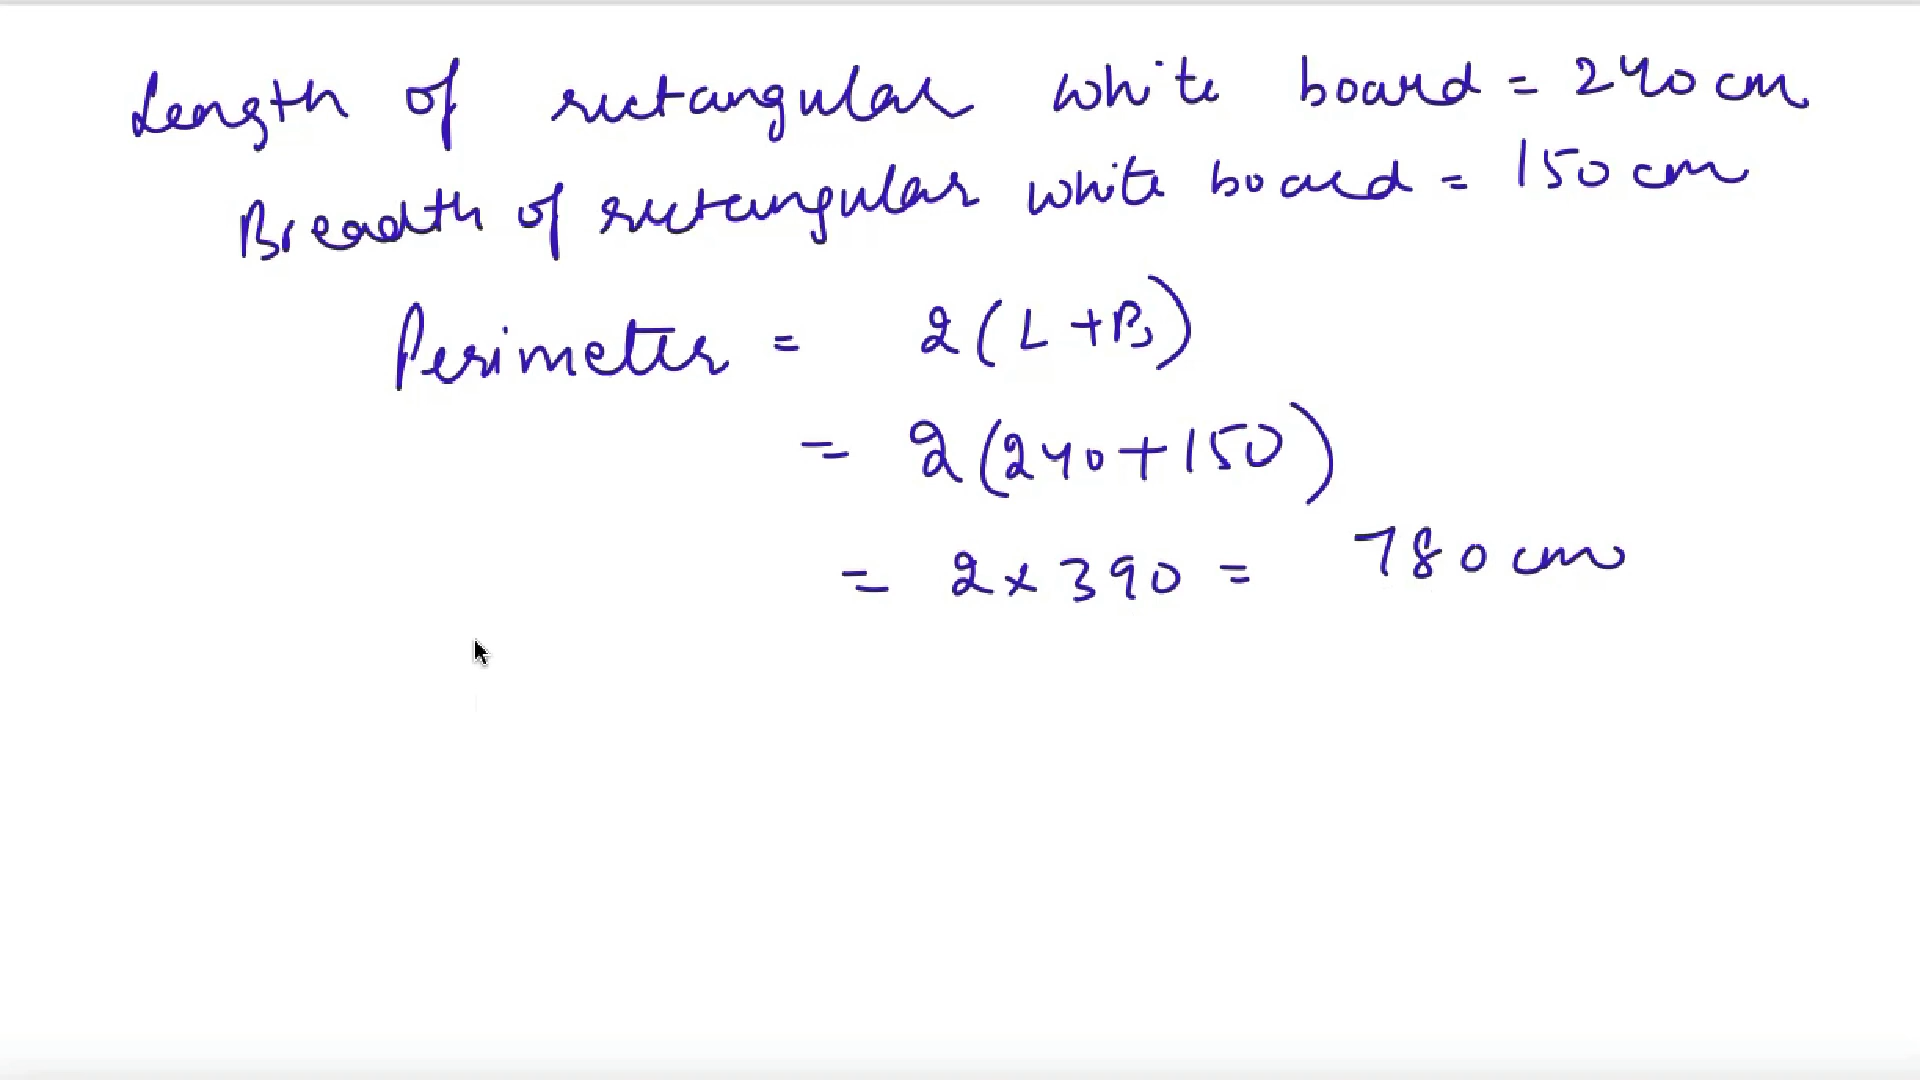 Length of rectangular white board = 240 cm
Breadth of rectangular white board = 150 cm
Perimeter = 2 (L + B)
= 2 (240 + 150)
= 2 × 390 = 780 cm